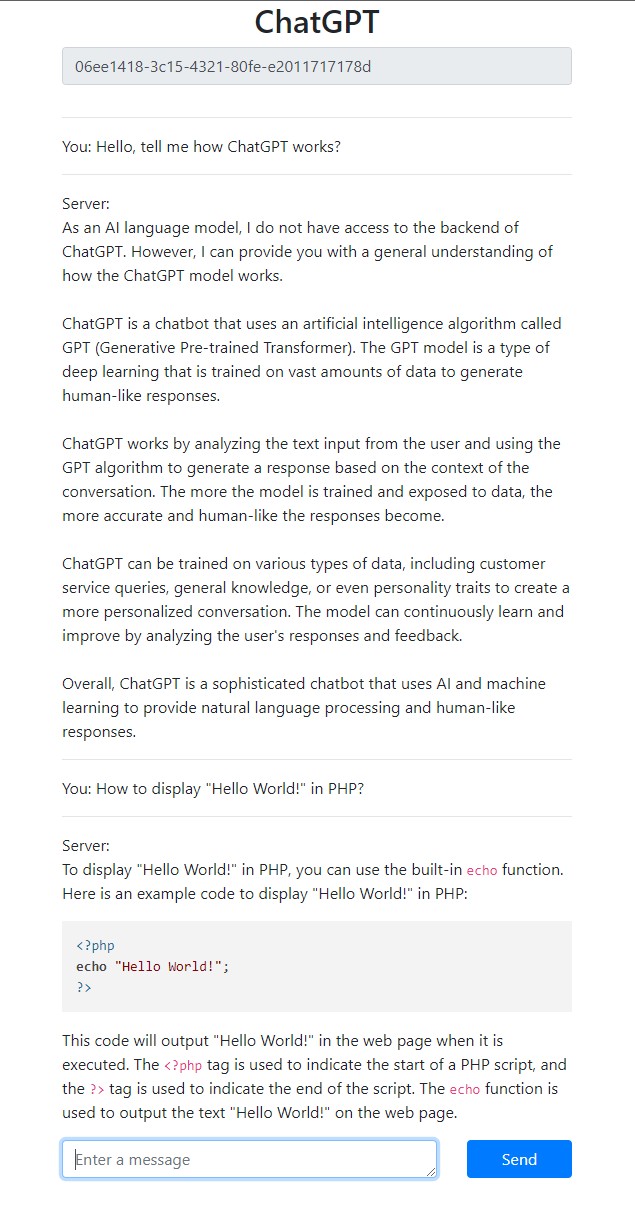 ChatGPT
06ee1418-3c15-4321-80fe-e2011717178d
You: Hello, tell me how ChatGPT works?
Server:
As an AI language model, I do not have access to the backend of
ChatGPT. However, I can provide you with a general understanding of
how the ChatGPT model works.
ChatGPT is a chatbot that uses an artificial intelligence algorithm called
GPT (Generative Pre-trained Transformer). The GPT model is a type of
deep learning that is trained on vast amounts of data to generate
human-like responses.
ChatGPT works by analyzing the text input from the user and using the
GPT algorithm to generate a response based on the context of the
conversation. The more the model is trained and exposed to data, the
more accurate and human-like the responses become.
ChatGPT can be trained on various types of data, including customer
service queries, general knowledge, or even personality traits to create a
more personalized conversation. The model can continuously learn and
improve by analyzing the user's responses and feedback.
Overall, ChatGPT is a sophisticated chatbot that uses AI and machine
learning to provide natural language processing and human-like
responses.
You: How to display "Hello World!" in PHP?
Server:
To display "Hello World!" in PHP, you can use the built-in echo function.
Here is an example code to display "Hello World!" in PHP:
<?php
echo "Hello World!";
?>
This code will output "Hello World!" in the web page when it is
executed. The <?php tag is used to indicate the start of a PHP script, and
the ?> tag is used to indicate the end of the script. The echo function is
used to output the text "Hello World!" on the web page.
Enter a message
Send